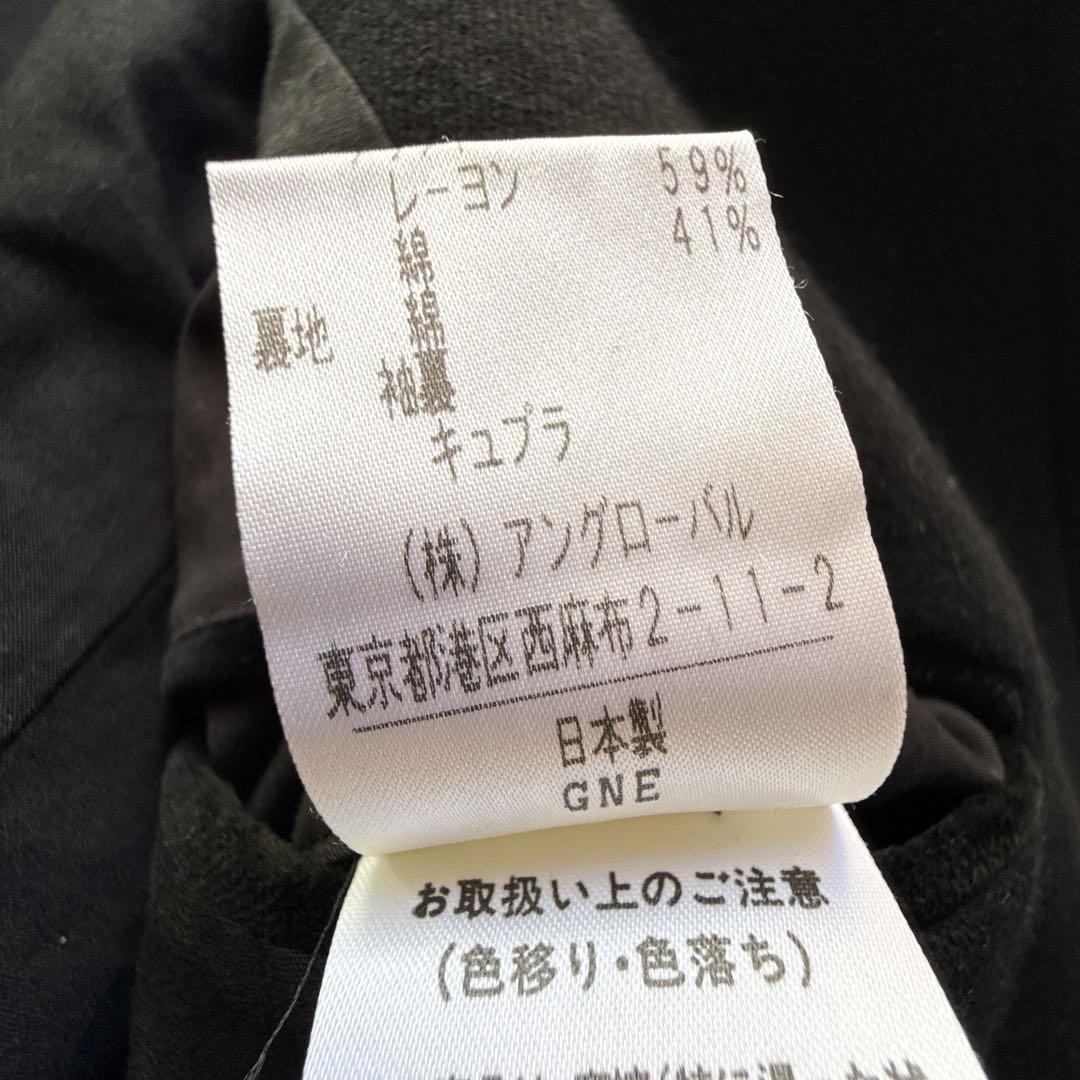 レーヨン 59%
綿 41%
裏地 綿
袖裏
キュプラ
(株)アングローバル
東京都港区西麻布2-11-2
日本製
GNE
お取扱い上のご注意
(色移り・色落ち)